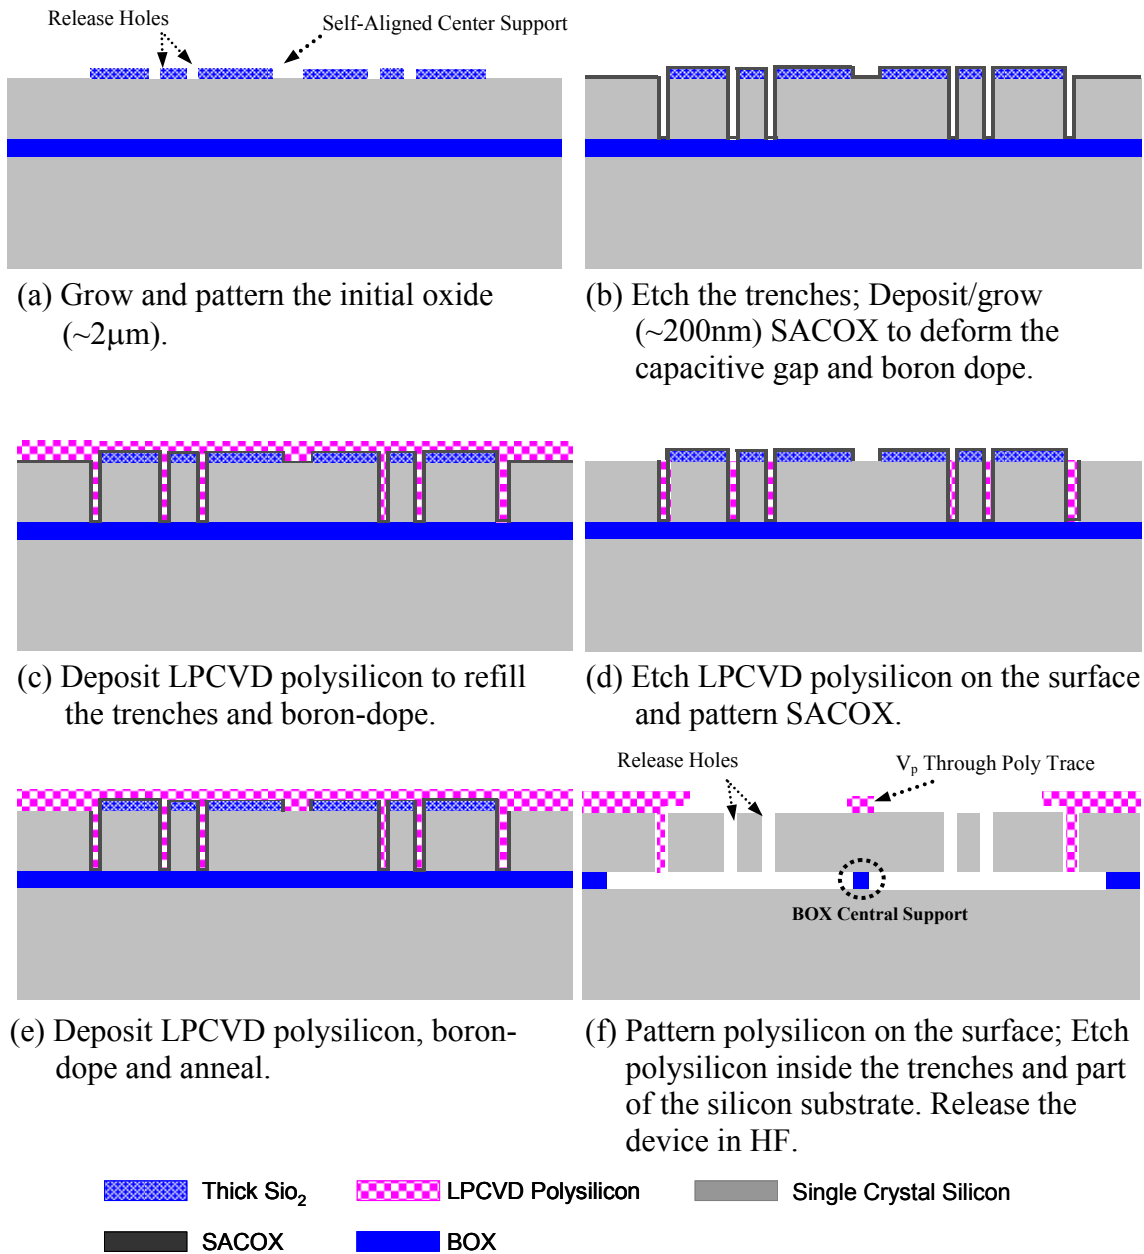 Release Holes
Self-Aligned Center Support
(a) Grow and pattern the initial oxide
(~2μm).
(b) Etch the trenches; Deposit/grow
(~200nm) SACOX to deform the
capacitive gap and boron dope.
(c) Deposit LPCVD polysilicon to refill
the trenches and boron-dope.
(d) Etch LPCVD polysilicon on the surface
and pattern SACOX.
Release Holes
Vp Through Poly Trace
BOX Central Support
(e) Deposit LPCVD polysilicon, boron-
dope and anneal.
(f) Pattern polysilicon on the surface; Etch
polysilicon inside the trenches and part
of the silicon substrate. Release the
device in HF.
Thick Sio2
LPCVD Polysilicon
Single Crystal Silicon
SACOX
BOX